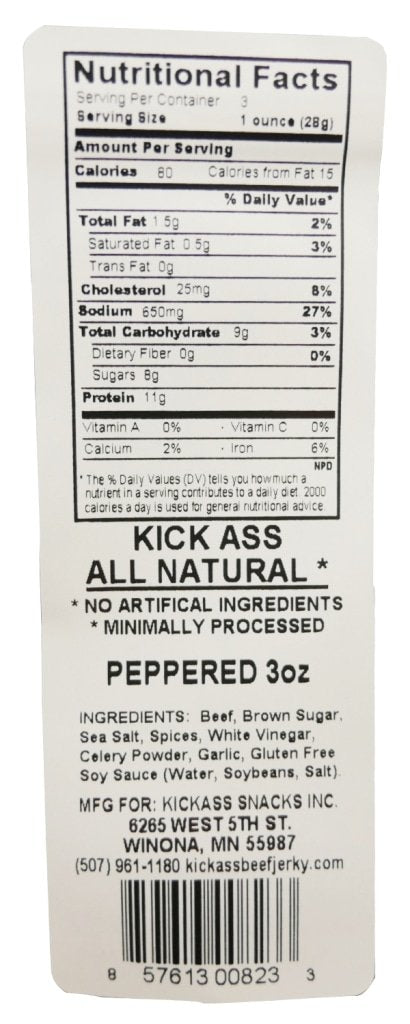 Nutritional Facts
Serving Per Container 3
Serving Size 1 ounce (28g)
Amount Per Serving
Calories 80 Calories from Fat 15
% Daily Value*
Total Fat 1 5g 2%
Saturated Fat 0 5g 3%
Trans Fat 0g
Cholesterol 25mg 8%
Sodium 650mg 27%
Total Carbohydrate 9g 3%
Dietary Fiber 0g 0%
Sugars 8g
Protein 11g
Vitamin A 0% · Vitamin C 0%
Calcium 2% · Iron 6%
NPD
* The % Daily Values (DV) tells you how much a
nutrient in a serving contributes to a daily diet 2000
calories a day is used for general nutritional advice.
KICK ASS
ALL NATURAL *
* NO ARTIFICAL INGREDIENTS
* MINIMALLY PROCESSED
PEPPERED 3oz
INGREDIENTS: Beef, Brown Sugar,
Sea Salt, Spices, White Vinegar,
Celery Powder, Garlic, Gluten Free
Soy Sauce (Water, Soybeans, Salt).
MFG FOR: KICKASS SNACKS INC.
6265 WEST 5TH ST.
WINONA, MN 55987
(507) 961-1180 kickassbeefjerky.com
8 57613 00823 3